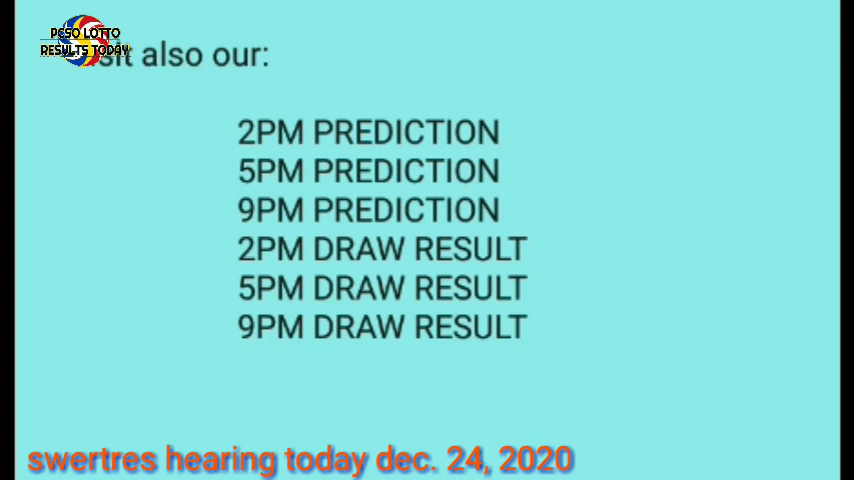 PCSO LOTTO
RESULTS TODAY
also our:
2PM PREDICTION
5PM PREDICTION
9PM PREDICTION
2PM DRAW RESULT
5PM DRAW RESULT
9PM DRAW RESULT
swertres hearing today dec. 24, 2020